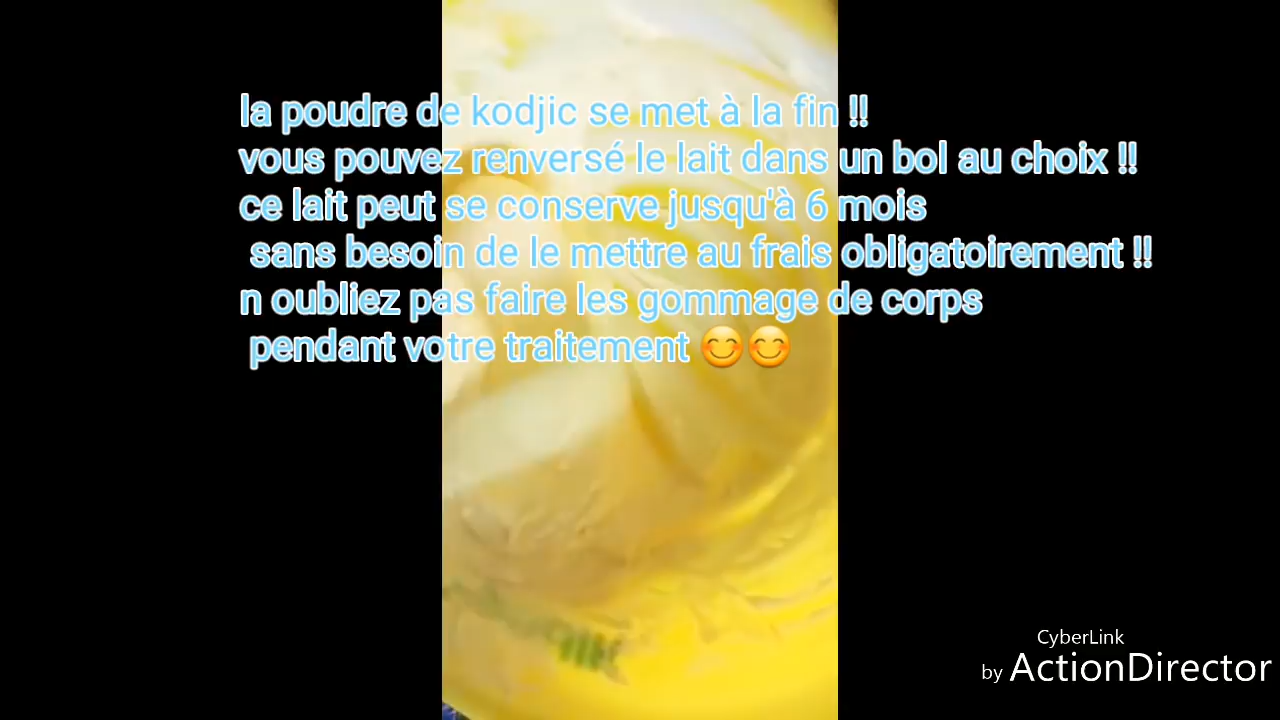 la poudre de kodjic se met à la fin !!
vous pouvez renversé le lait dans un bol au choix !!
ce lait peut se conserve jusqu'à 6 mois
sans besoin de le mettre au frais obligatoirement !!
n oubliez pas faire les gommage de corps
pendant votre traitement 😊😊
CyberLink
by ActionDirector